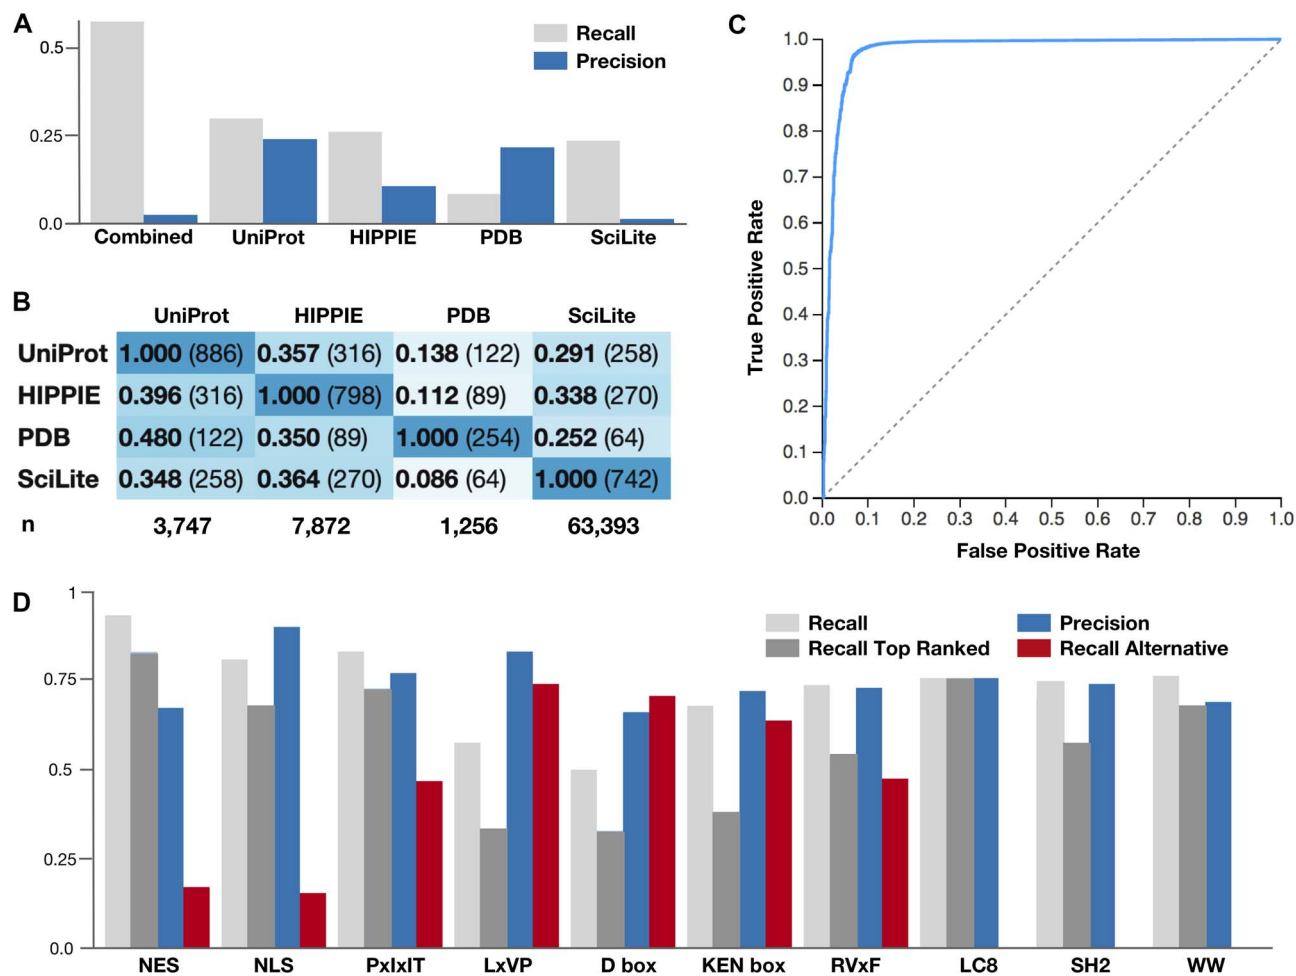 A
Recall
Precision
0.5
0.25
0.0
Combined UniProt HIPPIE PDB SciLite
B
UniProt HIPPIE PDB SciLite
UniProt 1.000 (886) 0.357 (316) 0.138 (122) 0.291 (258)
HIPPIE 0.396 (316) 1.000 (798) 0.112 (89) 0.338 (270)
PDB 0.480 (122) 0.350 (89) 1.000 (254) 0.252 (64)
SciLite 0.348 (258) 0.364 (270) 0.086 (64) 1.000 (742)
n 3,747 7,872 1,256 63,393
C
True Positive Rate
1.0
0.9
0.8
0.7
0.6
0.5
0.4
0.3
0.2
0.1
0.0
0.0 0.1 0.2 0.3 0.4 0.5 0.6 0.7 0.8 0.9 1.0
False Positive Rate
D
Recall Precision
Recall Top Ranked Recall Alternative
1
0.75
0.5
0.25
0.0
NES NLS PxIxIT LxVP D box KEN box RVxF LC8 SH2 WW